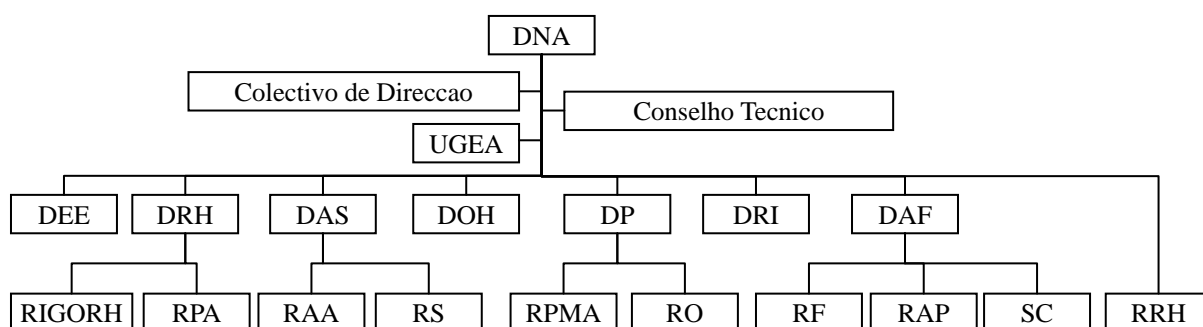 DNA
Colectivo de Direccao
Conselho Tecnico
UGEA
DEE DRH DAS DOH DP DRI DAF
RIGORH RPA RAA RS RPMA RO RF RAP SC RRH